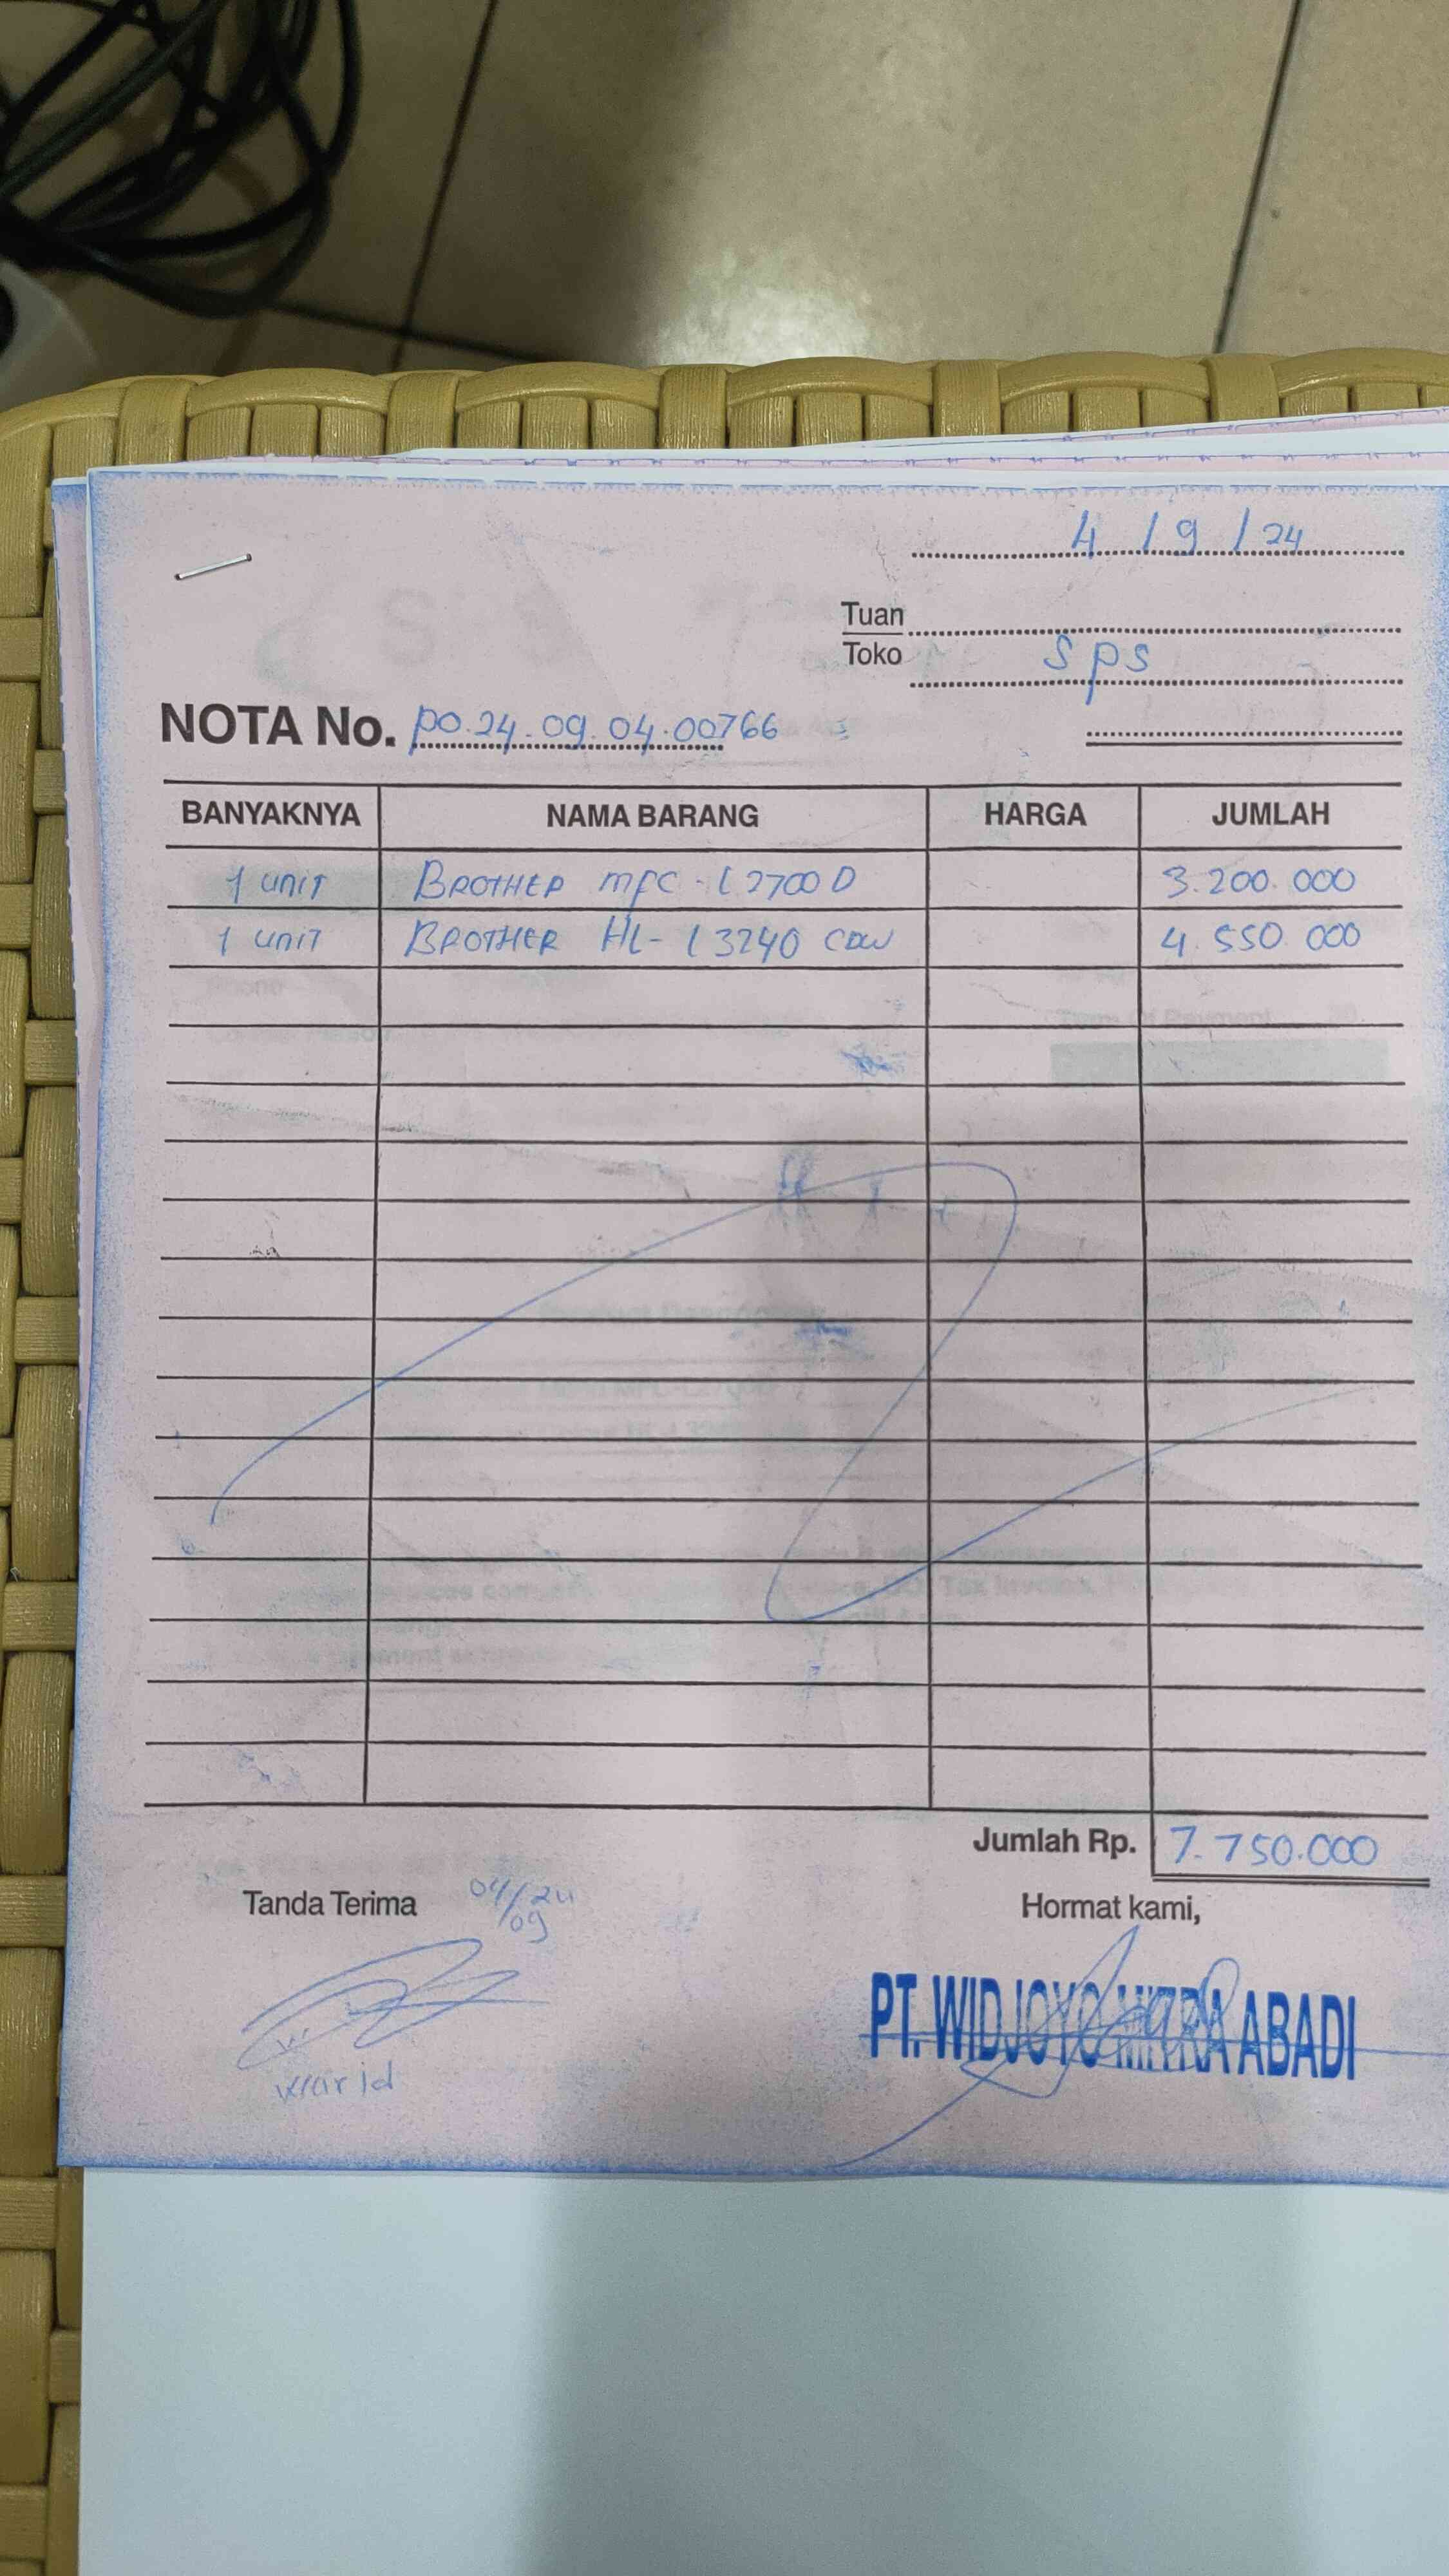 4 / 9 / 24
Tuan
Toko SPS
NOTA No. PO.24.09.04.00766
BANYAKNYA NAMA BARANG HARGA JUMLAH
1 UNIT BROTHER MFC-L2700D 3.200.000
1 UNIT BROTHER HL-L3240 CDW 4.550.000
Jumlah Rp. 7.750.000
Tanda Terima 04/24
/09
Hormat kami,
PT. WIDJOYO MITRA ABADI
warid